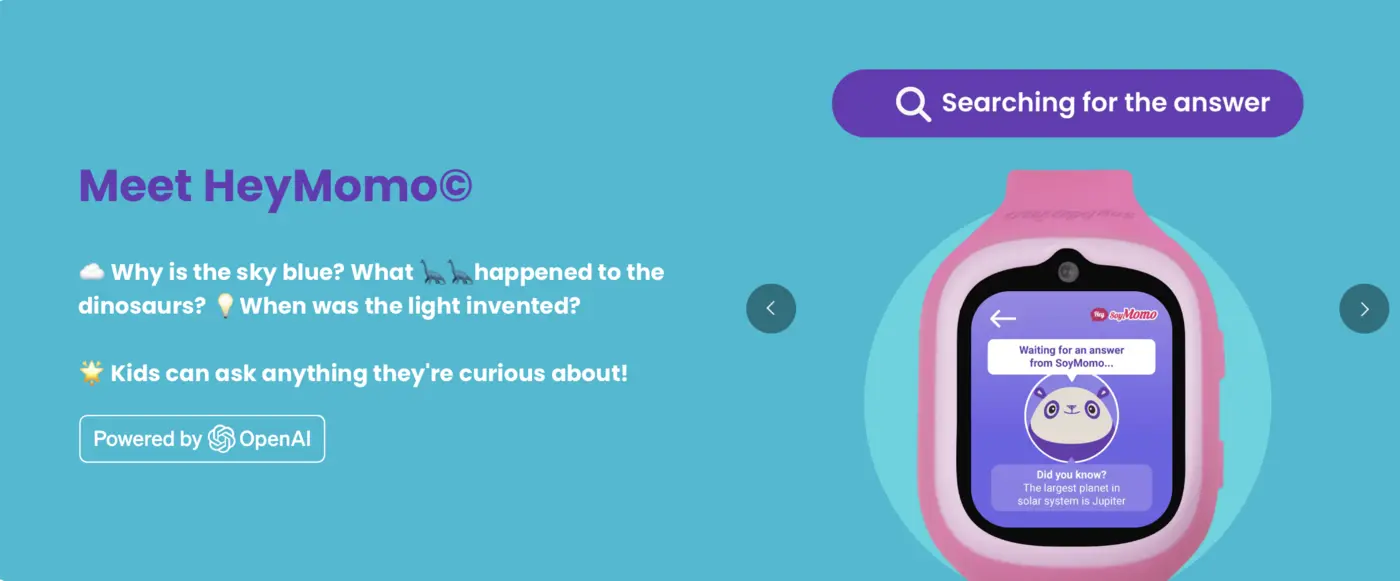 Searching for the answer
Meet HeyMomo©
☁️ Why is the sky blue? What 🦕🦕happened to the
dinosaurs? 💡When was the light invented?
🌟 Kids can ask anything they're curious about!
Powered by OpenAI
Hey SoyMomo
Waiting for an answer
from SoyMomo...
Did you know?
The largest planet in
solar system is Jupiter